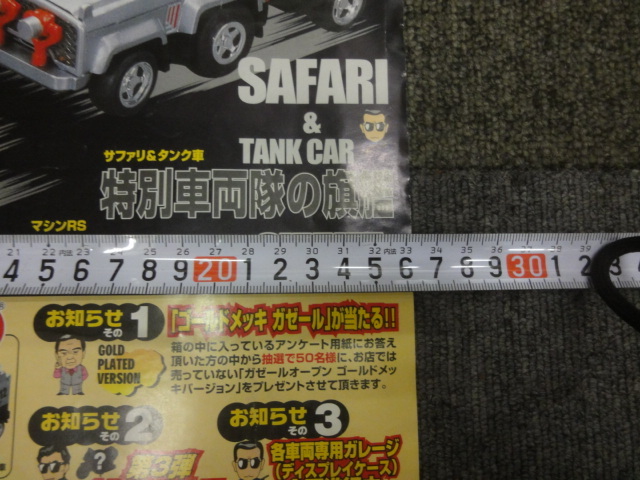 SAFARI
&
TANK CAR
サファリ&タンク車
特別車両隊の旗艦
マシンRS
21 22 内径 23 24 25 26 27 28 29 30 31 32 内径 33 34 35 36 37 38 39
4 5 6 7 8 9 20 1 2 3 4 5 6 7 8 9 30 1 2 3
お知らせ
その
1
「ゴールドメッキ ガゼール」が当たる!!
GOLD
PLATED
VERSION
箱の中に入っているアンケート用紙にお答え
頂いた方の中から抽選で50名様に、お店では
売っていない「ガゼールオープン ゴールドメッ
キバージョン」をプレゼントさせて頂きます。
お知らせ
その
2
?
第3弾
お知らせ
その
3
各車両専用ガレージ
(ディスプレイケース)
車